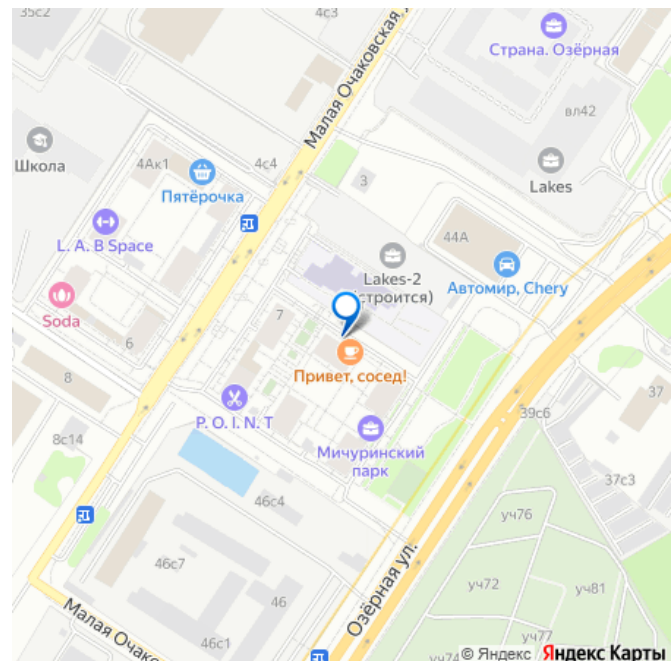 35с2
4с3
Страна. Озёрная
Малая Очаковская у
вл42
Школа
4Ак1
4с4
Пятёрочка
3
Lakes
L. A. B Space
44А
Lakes-2
(строится)
Автомир, Chery
Soda
7
6
Привет, сосед!
8
P. O. I. N. T
37
39с6
Мичуринский
парк
8с14
37с3
46с4
уч76
Озёрная ул.
46с7
уч72
уч81
46
Малая Очако
46с1
уч77
уч74
© Яндекс Яндекс Карты